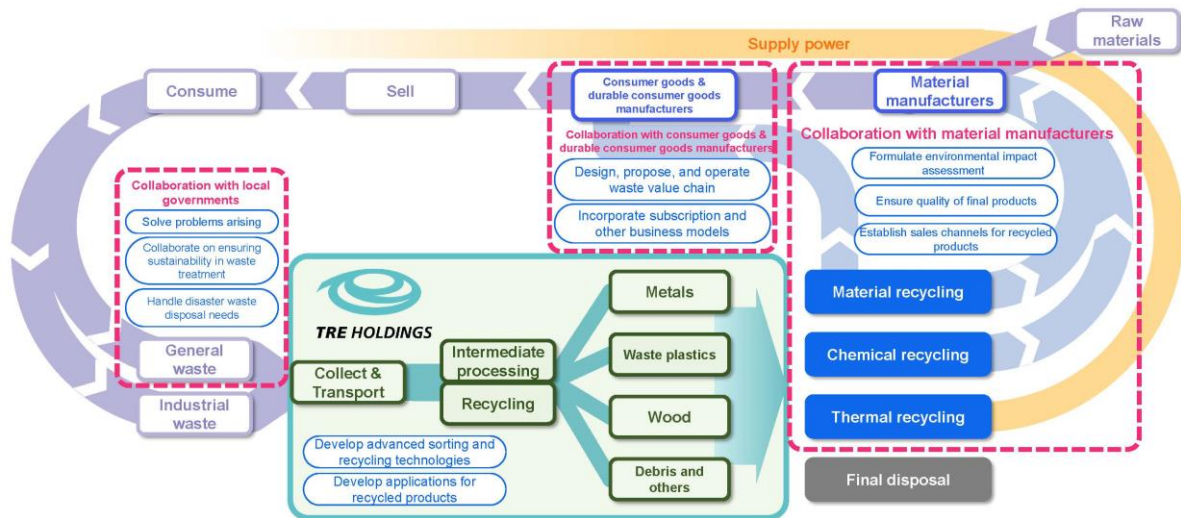 Raw
materials
Supply power
Consume
Sell
Consumer goods &
durable consumer goods
manufacturers
Material
manufacturers
Collaboration with consumer goods &
durable consumer goods manufacturers
Design, propose, and operate
waste value chain
Incorporate subscription and
other business models
Collaboration with material manufacturers
Formulate environmental impact
assessment
Ensure quality of final products
Establish sales channels for recycled
products
Collaboration with local
governments
Solve problems arising
Collaborate on ensuring
sustainability in waste
treatment
Handle disaster waste
disposal needs
General
waste
Industrial
waste
TRE HOLDINGS
Collect &
Transport
Intermediate
processing
Recycling
Metals
Waste plastics
Wood
Debris and
others
Develop advanced sorting and
recycling technologies
Develop applications for
recycled products
Material recycling
Chemical recycling
Thermal recycling
Final disposal